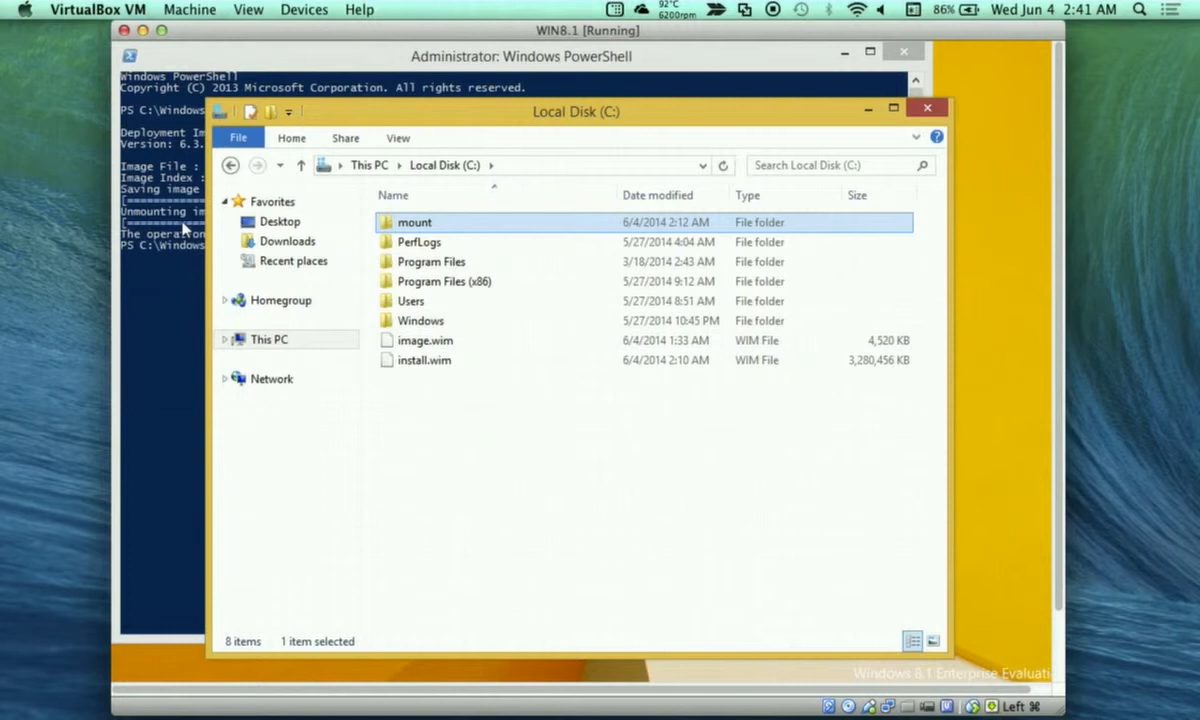 VirtualBox VM Machine View Devices Help 92°C 6200rpm 86% Wed Jun 4 2:41 AM
WIN8.1 [Running]
Administrator: Windows PowerShell
Windows PowerShell
Copyright (C) 2013 Microsoft Corporation. All rights reserved.
PS C:\Windows
Deployment Im
Version: 6.3.
Image File :
Image Index :
Saving image
[==========
Unmounting im
[==========
The operation
PS C:\Windows
Local Disk (C:)
File Home Share View
This PC Local Disk (C:) Search Local Disk (C:)
Favorites
Desktop
Downloads
Recent places
Homegroup
This PC
Network
Name Date modified Type Size
mount 6/4/2014 2:12 AM File folder
PerfLogs 5/27/2014 4:04 AM File folder
Program Files 3/18/2014 2:43 AM File folder
Program Files (x86) 5/27/2014 9:12 AM File folder
Users 5/27/2014 8:51 AM File folder
Windows 5/27/2014 10:45 PM File folder
image.wim 6/4/2014 1:33 AM WIM File 4,520 KB
install.wim 6/4/2014 2:10 AM WIM File 3,280,456 KB
8 items 1 item selected
Windows 8.1 Enterprise Evaluati
Left ⌘